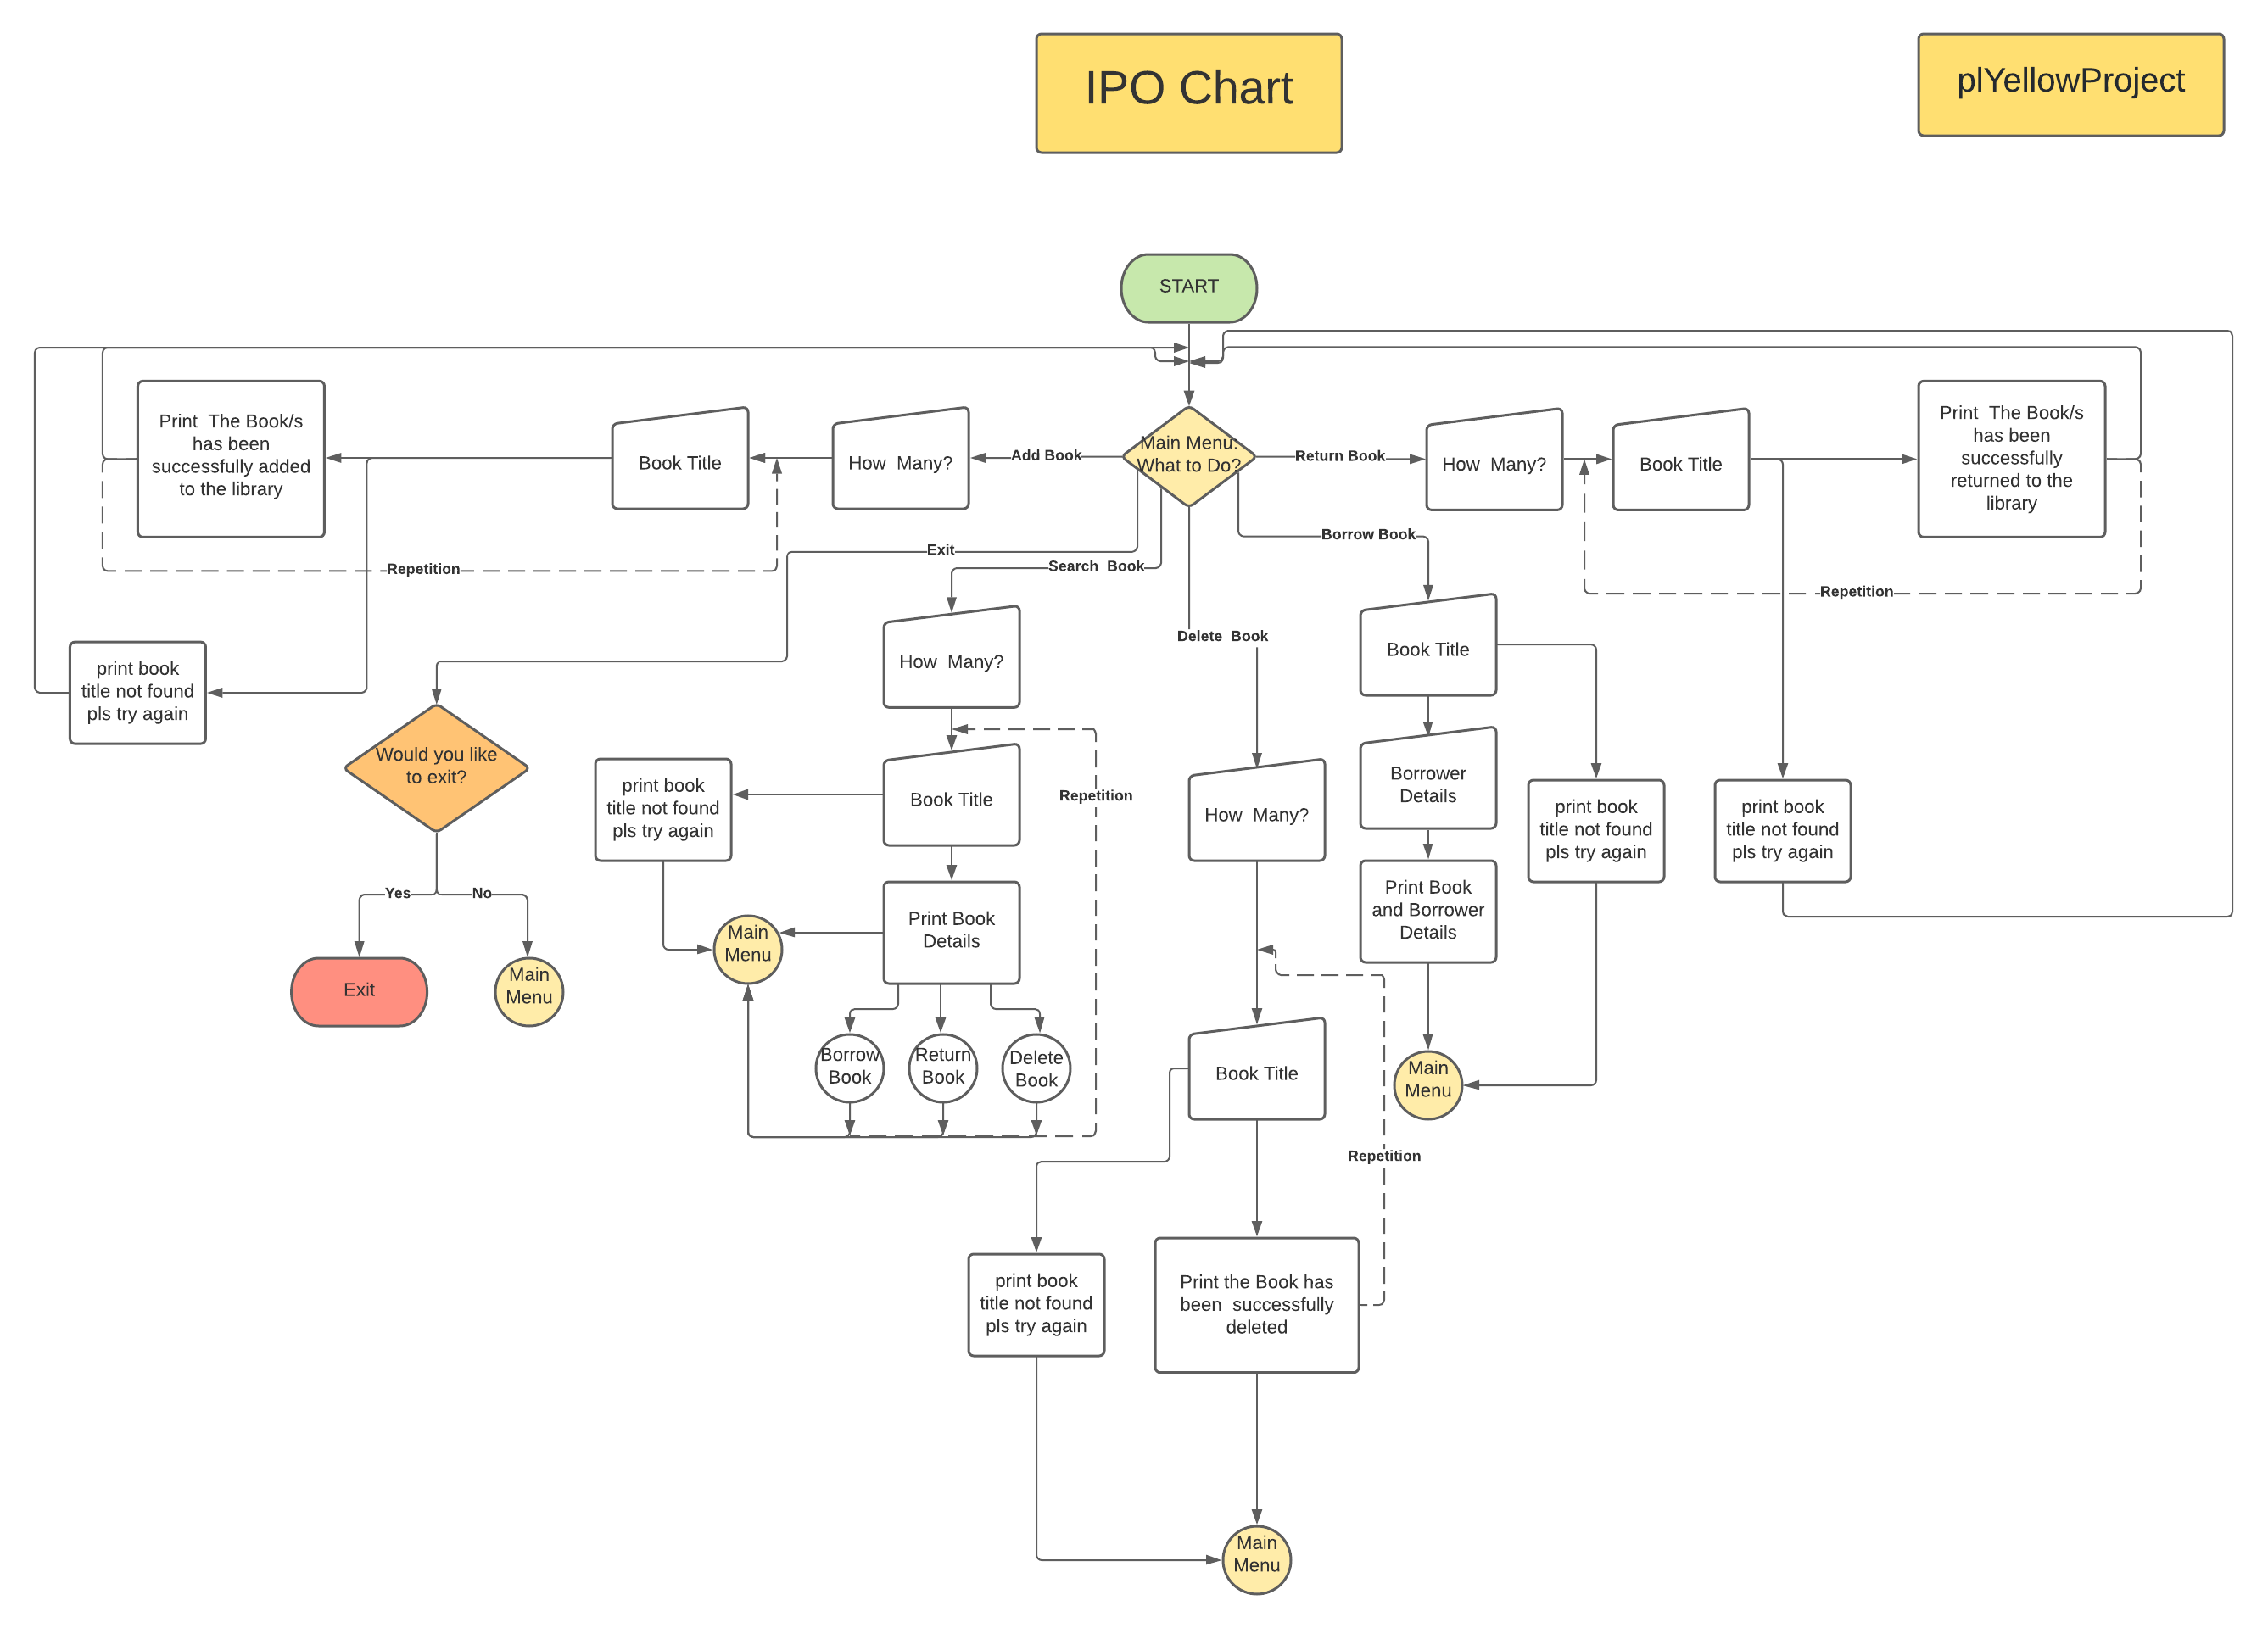 IPO Chart
plYellowProject
START
Print  The Book/s
has been
successfully added
to the library
Book Title
How  Many?
Add Book
Main Menu:
What to Do?
Return Book
How  Many?
Book Title
Print  The Book/s
has been
successfully
returned to the
library
Repetition
Exit
Search  Book
Borrow Book
Repetition
Delete  Book
print book
title not found
pls try again
Would you like
to exit?
Yes
No
Exit
Main
Menu
How  Many?
Book Title
Repetition
print book
title not found
pls try again
Print Book
Details
Main
Menu
Borrow
Book
Return
Book
Delete
Book
How  Many?
Book Title
Repetition
print book
title not found
pls try again
Print the Book has
been  successfully
deleted
Main
Menu
Book Title
Borrower
Details
Print Book
and Borrower
Details
print book
title not found
pls try again
Main
Menu
print book
title not found
pls try again